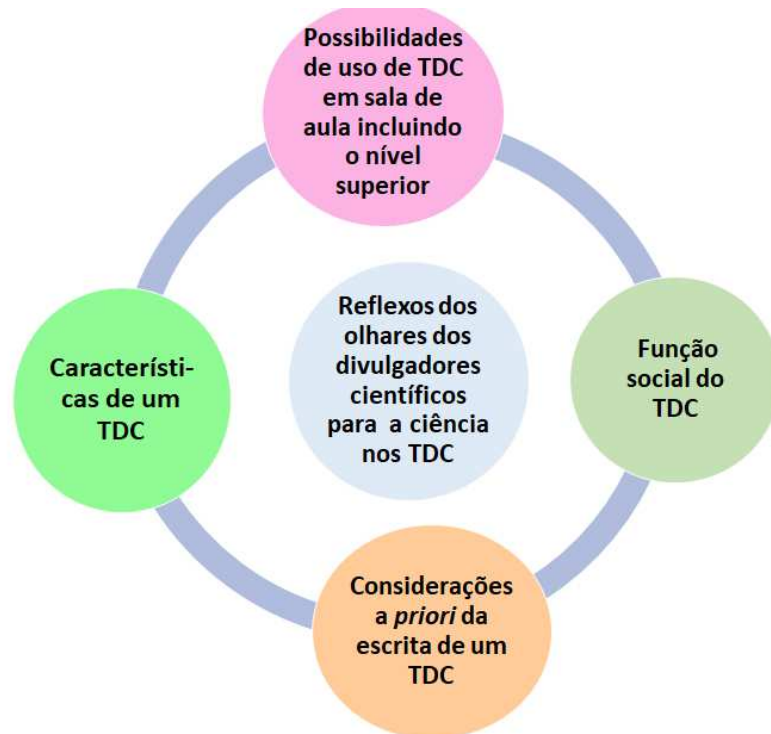 Possibilidades
de uso de TDC
em sala de
aula incluindo
o nível
superior
Característi-
cas de um
TDC
Reflexos dos
olhares dos
divulgadores
científicos
para a ciência
nos TDC
Função
social do
TDC
Considerações
a priori da
escrita de um
TDC